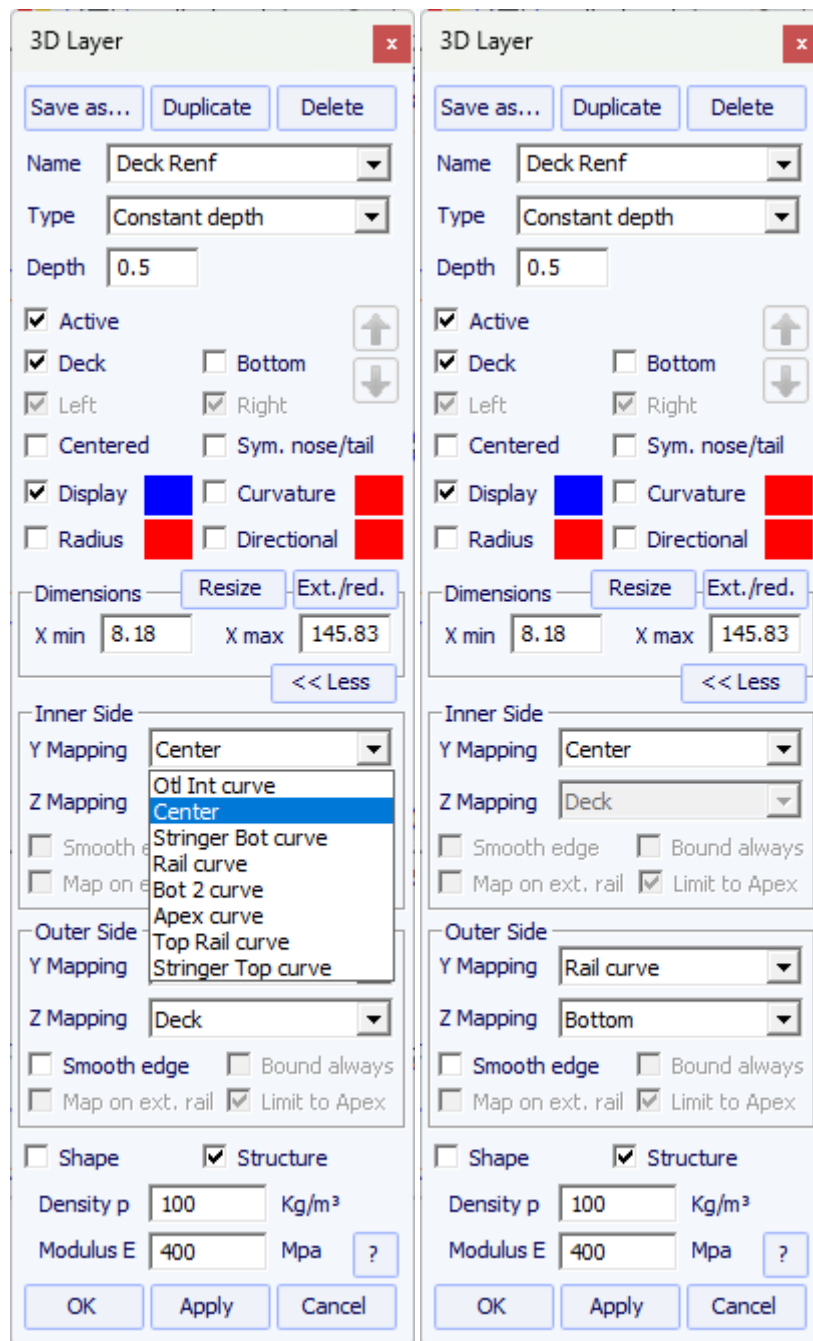 3D Layer
x
Save as... Duplicate Delete
Name Deck Renf
Type Constant depth
Depth 0.5
Active
Deck Bottom
Left Right
Centered Sym. nose/tail
Display Curvature
Radius Directional
Dimensions Resize Ext./red.
X min 8.18 X max 145.83
<< Less
Inner Side
Y Mapping Center
Otl Int curve
Center
Z Mapping
Stringer Bot curve
Rail curve
Smooth e
Bot 2 curve
Map on e
Apex curve
Outer Side
Top Rail curve
Y Mapping
Stringer Top curve
Z Mapping Deck
Smooth edge Bound always
Map on ext. rail Limit to Apex
Shape Structure
Density p 100 Kg/m³
Modulus E 400 Mpa ?
OK Apply Cancel
3D Layer
x
Save as... Duplicate Delete
Name Deck Renf
Type Constant depth
Depth 0.5
Active
Deck Bottom
Left Right
Centered Sym. nose/tail
Display Curvature
Radius Directional
Dimensions Resize Ext./red.
X min 8.18 X max 145.83
<< Less
Inner Side
Y Mapping Center
Z Mapping Deck
Smooth edge Bound always
Map on ext. rail Limit to Apex
Outer Side
Y Mapping Rail curve
Z Mapping Bottom
Smooth edge Bound always
Map on ext. rail Limit to Apex
Shape Structure
Density p 100 Kg/m³
Modulus E 400 Mpa ?
OK Apply Cancel